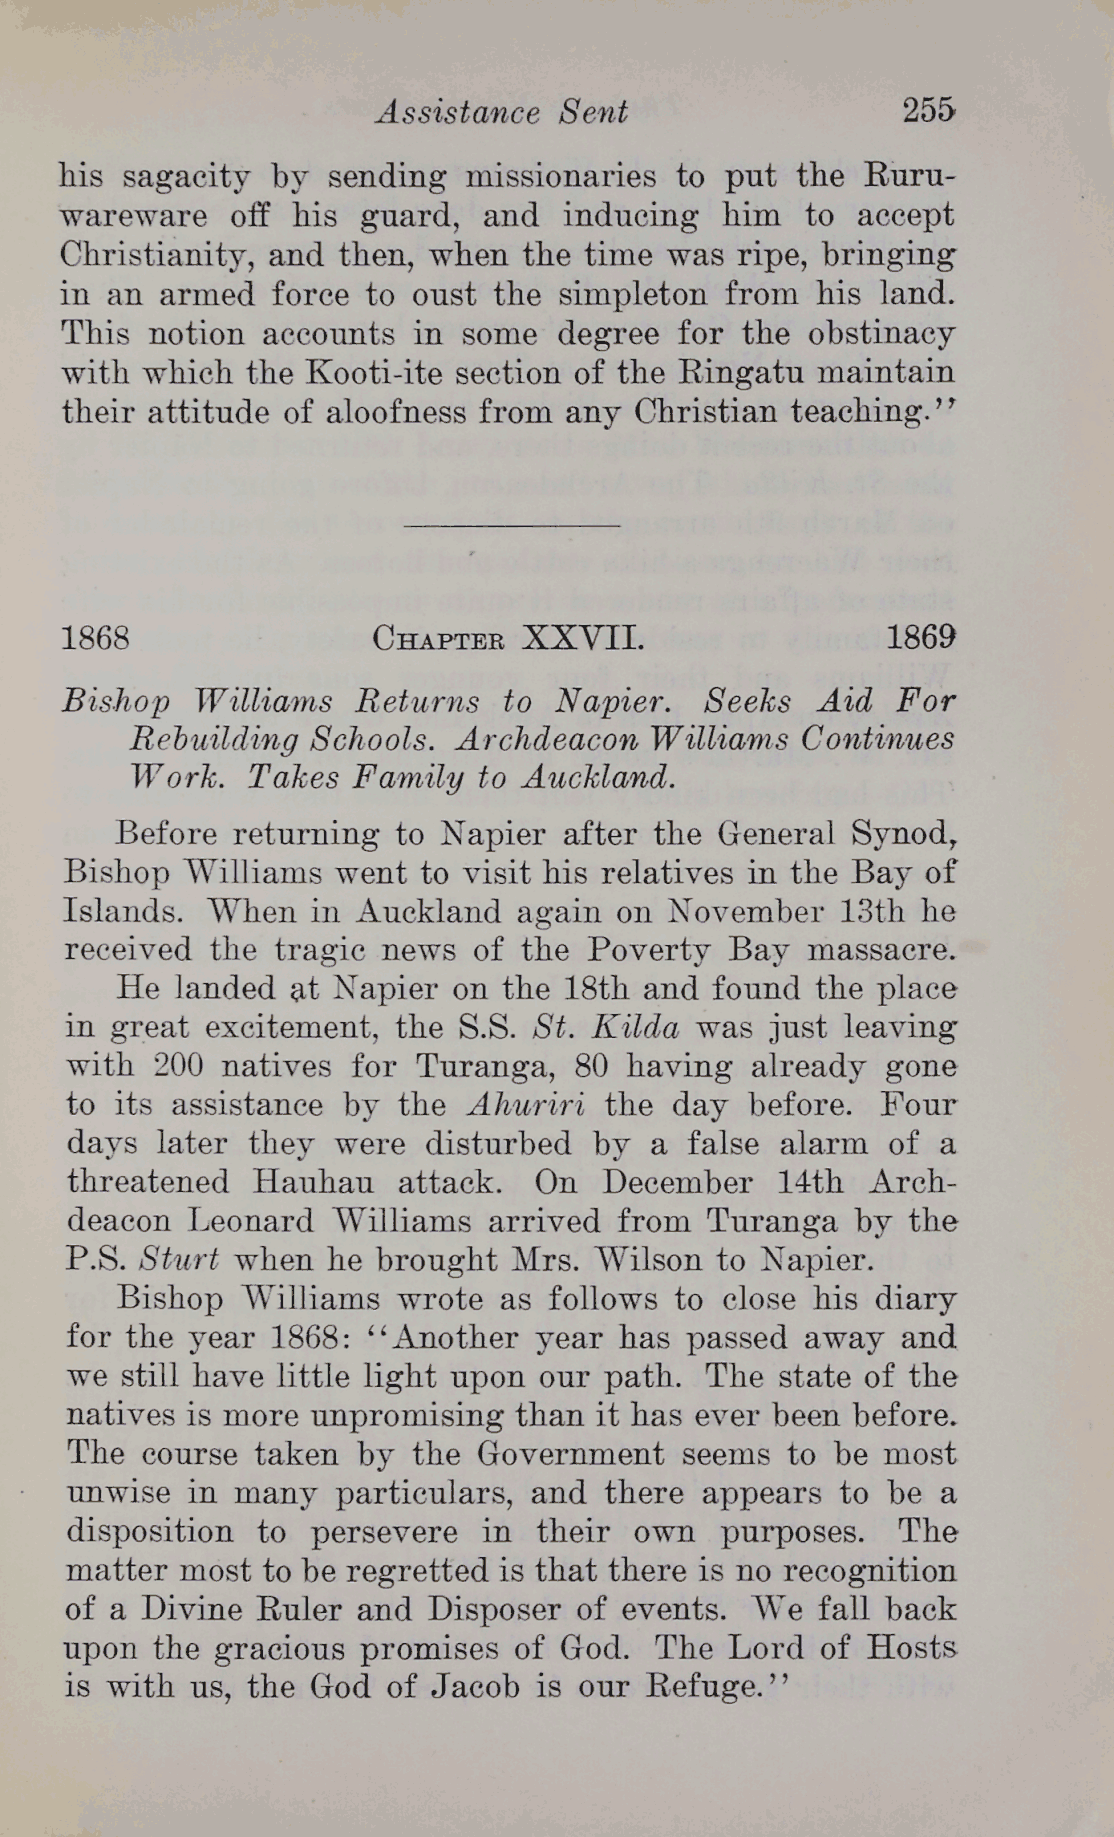 Assistance Sent 255
his sagacity by sending missionaries to put the Ruru-
wareware off his guard, and inducing him to accept
Christianity, and then, when the time was ripe, bringing
in an armed force to oust the simpleton from his land.
This notion accounts in some degree for the obstinacy
with which the Kooti-ite section of the Ringatu maintain
their attitude of aloofness from any Christian teaching."
1868 CHAPTER XXVII. 1869
Bishop Williams Returns to Napier. Seeks Aid For
Rebuilding Schools. Archdeacon Williams Continues
Work. Takes Family to Auckland.
Before returning to Napier after the General Synod,
Bishop Williams went to visit his relatives in the Bay of
Islands. When in Auckland again on November 13th he
received the tragic news of the Poverty Bay massacre.
He landed at Napier on the 18th and found the place
in great excitement, the S.S. St. Kilda was just leaving
with 200 natives for Turanga, 80 having already gone
to its assistance by the Ahuriri the day before. Four
days later they were disturbed by a false alarm of a
threatened Hauhau attack. On December 14th Arch-
deacon Leonard Williams arrived from Turanga by the
P.S. Sturt when he brought Mrs. Wilson to Napier.
Bishop Williams wrote as follows to close his diary
for the year 1868: "Another year has passed away and
we still have little light upon our path. The state of the
natives is more unpromising than it has ever been before.
The course taken by the Government seems to be most
unwise in many particulars, and there appears to be a
disposition to persevere in their own purposes. The
matter most to be regretted is that there is no recognition
of a Divine Ruler and Disposer of events. We fall back
upon the gracious promises of God. The Lord of Hosts
is with us, the God of Jacob is our Refuge."